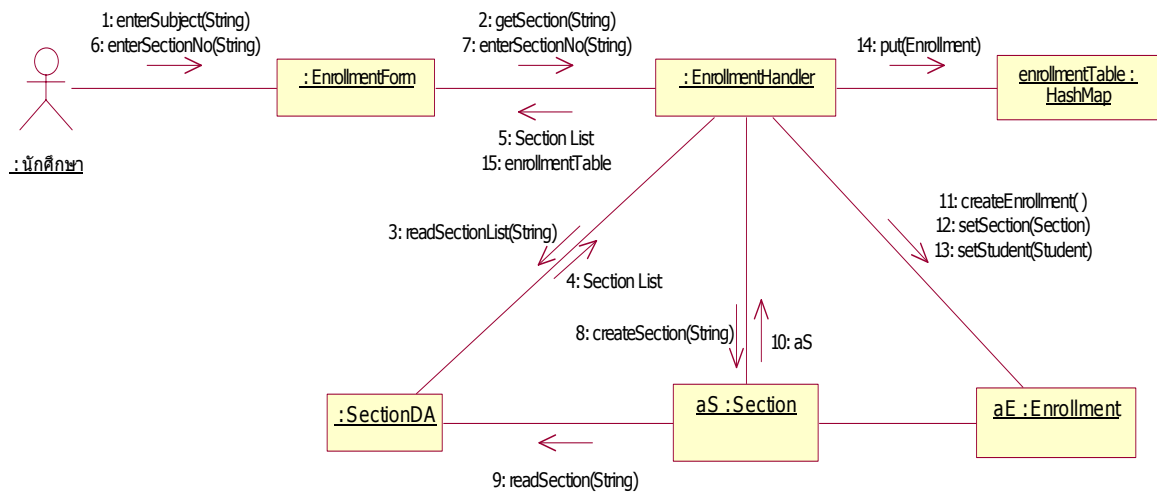 1: enterSubject(String)
6: enterSectionNo(String)
2: getSection(String)
7: enterSectionNo(String)
14: put(Enrollment)
: EnrollmentForm
: EnrollmentHandler
enrollmentTable :
HashMap
5: Section List
15: enrollmentTable
: นักศึกษา
11: createEnrollment( )
12: setSection(Section)
13: setStudent(Student)
3: readSectionList(String)
4: Section List
8: createSection(String)
10: aS
:SectionDA
aS :Section
aE :Enrollment
9: readSection(String)